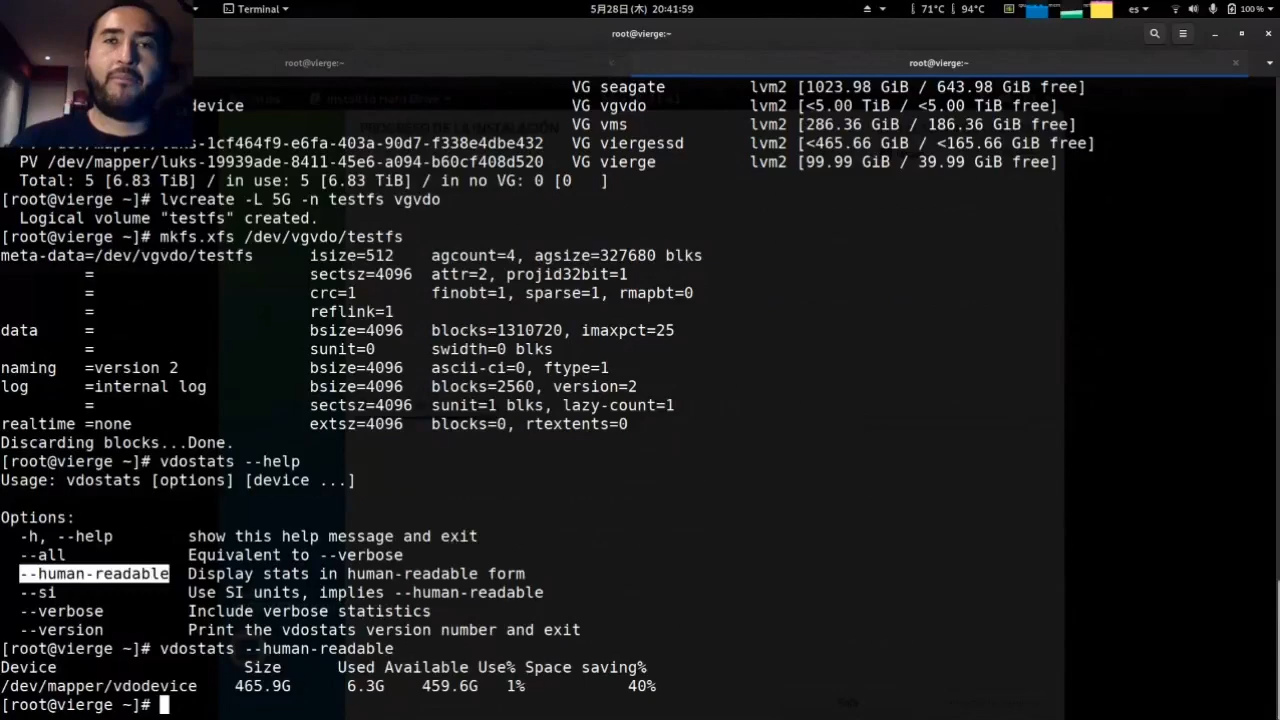 Terminal
5月28日(木) 20:41:59
71°C
94°C
es
100%
root@vierge:~
root@vierge:~
root@vierge:~
VG seagate lvm2 [1023.98 GiB / 643.98 GiB free]
device VG vgvdo lvm2 [<5.00 TiB / <5.00 TiB free]
VG vms lvm2 [286.36 GiB / 186.36 GiB free]
PV /dev/mapper/luks-1cf464f9-e6fa-403a-90d7-f338e4dbe432 VG viergessd lvm2 [<465.66 GiB / <165.66 GiB free]
PV /dev/mapper/luks-19939ade-8411-45e6-a094-b60cf408d520 VG vierge lvm2 [99.99 GiB / 39.99 GiB free]
Total: 5 [6.83 TiB] / in use: 5 [6.83 TiB] / in no VG: 0 [0 ]
[root@vierge ~]# lvcreate -L 5G -n testfs vgvdo
Logical volume "testfs" created.
[root@vierge ~]# mkfs.xfs /dev/vgvdo/testfs
meta-data=/dev/vgvdo/testfs isize=512 agcount=4, agsize=327680 blks
= sectsz=4096 attr=2, projid32bit=1
= crc=1 finobt=1, sparse=1, rmapbt=0
= reflink=1
data = bsize=4096 blocks=1310720, imaxpct=25
= sunit=0 swidth=0 blks
naming =version 2 bsize=4096 ascii-ci=0, ftype=1
log =internal log bsize=4096 blocks=2560, version=2
= sectsz=4096 sunit=1 blks, lazy-count=1
realtime =none extsz=4096 blocks=0, rtextents=0
Discarding blocks...Done.
[root@vierge ~]# vdostats --help
Usage: vdostats [options] [device ...]
Options:
-h, --help show this help message and exit
--all Equivalent to --verbose
--human-readable Display stats in human-readable form
--si Use SI units, implies --human-readable
--verbose Include verbose statistics
--version Print the vdostats version number and exit
[root@vierge ~]# vdostats --human-readable
Device Size Used Available Use% Space saving%
/dev/mapper/vdodevice 465.9G 6.3G 459.6G 1% 40%
[root@vierge ~]#